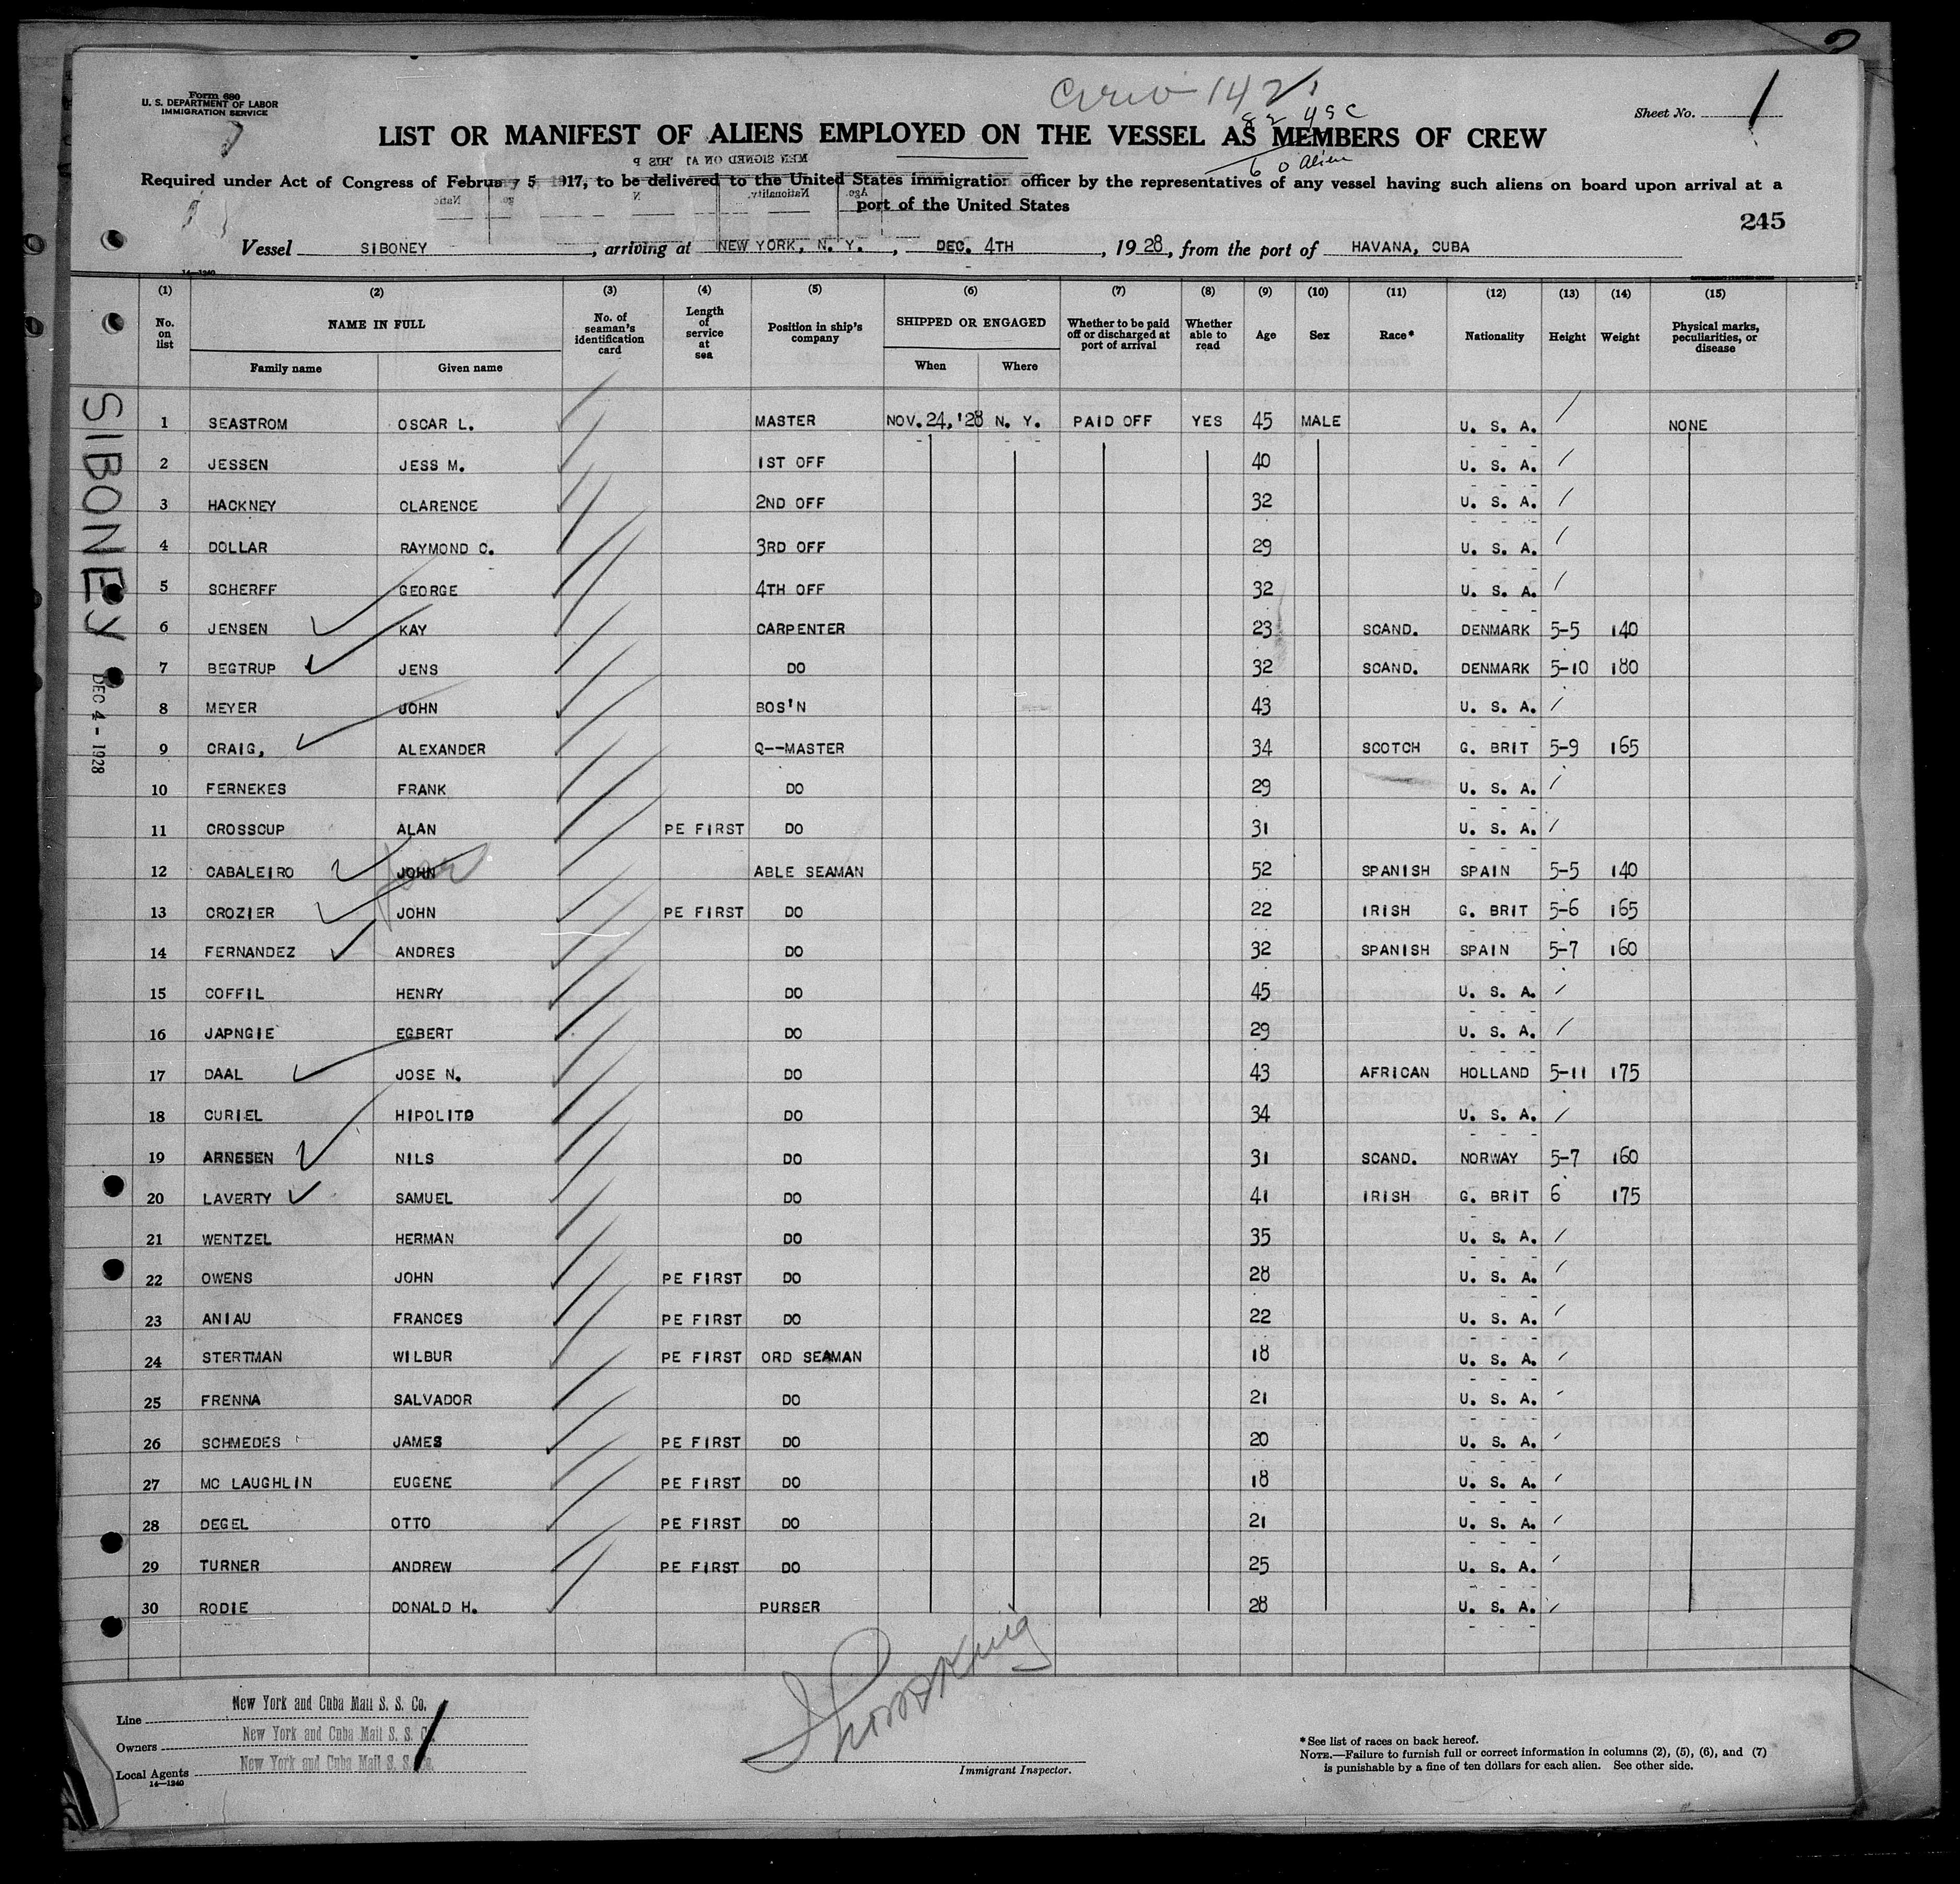 Form 680
U. S. DEPARTMENT OF LABOR
IMMIGRATION SERVICE
Crew 142
82 USC
60 Alien
Sheet No. 1
LIST OR MANIFEST OF ALIENS EMPLOYED ON THE VESSEL AS MEMBERS OF CREW
Required under Act of Congress of February 5 1917, to be delivered to the United States immigration officer by the representatives of any vessel having such aliens on board upon arrival at a
port of the United States
245
Vessel SIBONEY, arriving at NEW YORK, N. Y., DEC. 4TH, 1928, from the port of HAVANA, CUBA
14—1240
(1) (2) (3) (4) (5) (6) (7) (8) (9) (10) (11) (12) (13) (14) (15)
No. on list NAME IN FULL Family name Given name No. of seaman's identification card Length of service at sea Position in ship's company SHIPPED OR ENGAGED When Where Whether to be paid off or discharged at port of arrival Whether able to read Age Sex Race* Nationality Height Weight Physical marks, peculiarities, or disease
SIBONEY
DEC 4 - 1928
1 SEASTROM OSCAR L. MASTER NOV. 24, '28 N. Y. PAID OFF YES 45 MALE U. S. A. NONE
2 JESSEN JESS M. 1ST OFF 40 U. S. A.
3 HACKNEY CLARENCE 2ND OFF 32 U. S. A.
4 DOLLAR RAYMOND C. 3RD OFF 29 U. S. A.
5 SCHERFF GEORGE 4TH OFF 32 U. S. A.
6 JENSEN KAY CARPENTER 23 SCAND. DENMARK 5-5 140
7 BEGTRUP JENS DO 32 SCAND. DENMARK 5-10 180
8 MEYER JOHN BOS'N 43 U. S. A.
9 CRAIG, ALEXANDER Q--MASTER 34 SCOTCH G. BRIT 5-9 165
10 FERNEKES FRANK DO 29 U. S. A.
11 CROSSCUP ALAN PE FIRST DO 31 U. S. A.
12 CABALEIRO JOHN ABLE SEAMAN 52 SPANISH SPAIN 5-5 140
13 CROZIER JOHN PE FIRST DO 22 IRISH G. BRIT 5-6 165
14 FERNANDEZ ANDRES DO 32 SPANISH SPAIN 5-7 160
15 COFFIL HENRY DO 45 U. S. A.
16 JAPNGIE EGBERT DO 29 U. S. A.
17 DAAL JOSE N. DO 43 AFRICAN HOLLAND 5-11 175
18 CURIEL HIPOLITO DO 34 U. S. A.
19 ARNESEN NILS DO 31 SCAND. NORWAY 5-7 160
20 LAVERTY SAMUEL DO 41 IRISH G. BRIT 6 175
21 WENTZEL HERMAN DO 35 U. S. A.
22 OWENS JOHN PE FIRST DO 28 U. S. A.
23 ANIAU FRANCES PE FIRST DO 22 U. S. A.
24 STERTMAN WILBUR PE FIRST ORD SEAMAN 18 U. S. A.
25 FRENNA SALVADOR DO 21 U. S. A.
26 SCHMEDES JAMES PE FIRST DO 20 U. S. A.
27 MC LAUGHLIN EUGENE PE FIRST DO 18 U. S. A.
28 DEGEL OTTO PE FIRST DO 21 U. S. A.
29 TURNER ANDREW PE FIRST DO 25 U. S. A.
30 RODIE DONALD H. PURSER 28 U. S. A.
Line New York and Cuba Mail S. S. Co.
Owners New York and Cuba Mail S. S. Co.
Local Agents New York and Cuba Mail S. S. Co.
14—1240
Immigrant Inspector.
*See list of races on back hereof.
NOTE.—Failure to furnish full or correct information in columns (2), (5), (6), and (7)
is punishable by a fine of ten dollars for each alien. See other side.